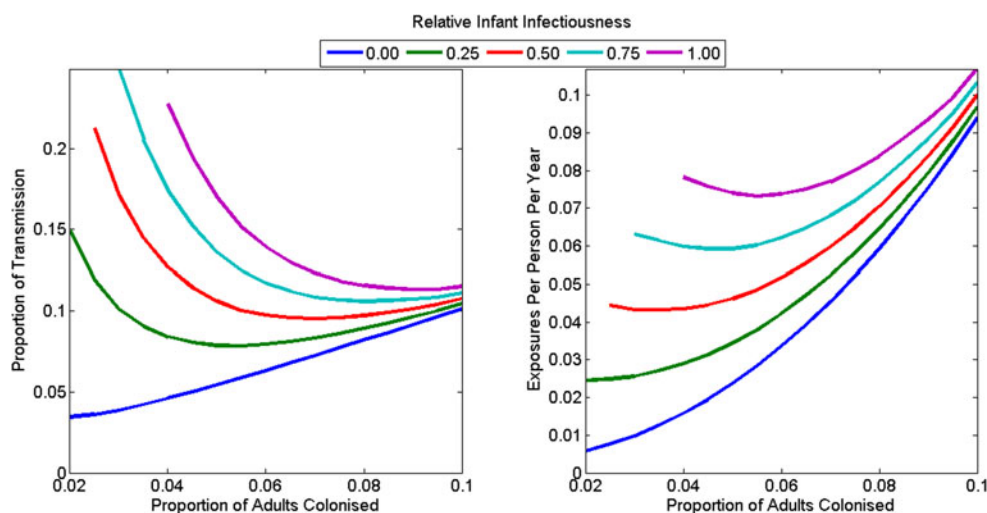 Relative Infant Infectiousness
0.00 0.25 0.50 0.75 1.00
Proportion of Transmission
0.2
0.15
0.1
0.05
0
0.02 0.04 0.06 0.08 0.1
Proportion of Adults Colonised
Exposures Per Person Per Year
0.1
0.09
0.08
0.07
0.06
0.05
0.04
0.03
0.02
0.01
0
0.02 0.04 0.06 0.08 0.1
Proportion of Adults Colonised